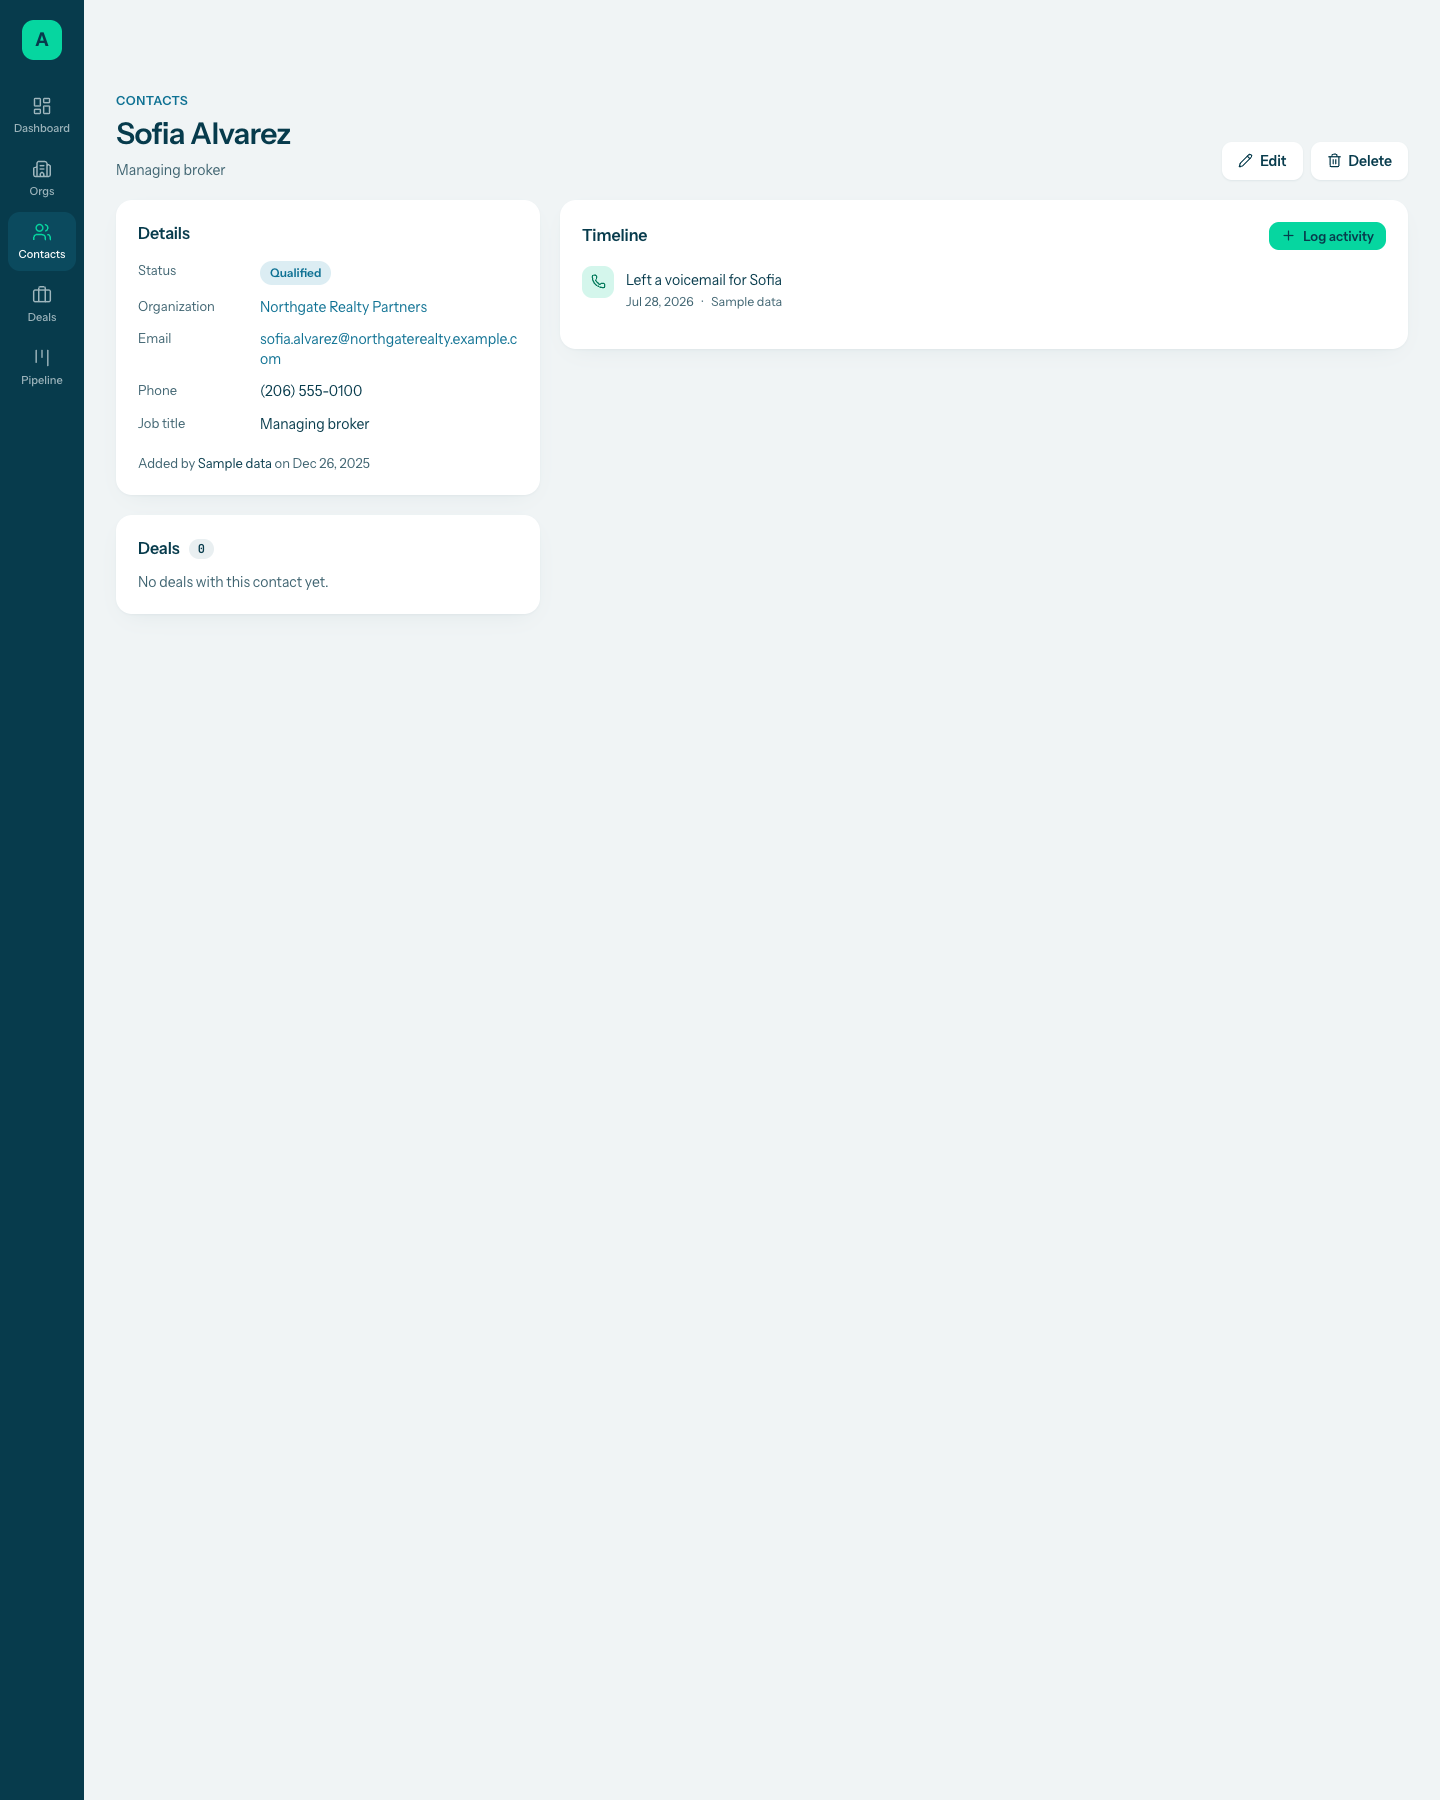 A
Dashboard
Orgs
Contacts
Deals
Pipeline
CONTACTS
Sofia Alvarez
Managing broker
Edit
Delete
Details
Status
Qualified
Organization
Northgate Realty Partners
Email
sofia.alvarez@northgaterealty.example.c
om
Phone
(206) 555-0100
Job title
Managing broker
Added by Sample data on Dec 26, 2025
Deals 0
No deals with this contact yet.
Timeline
Log activity
Left a voicemail for Sofia
Jul 28, 2026 · Sample data